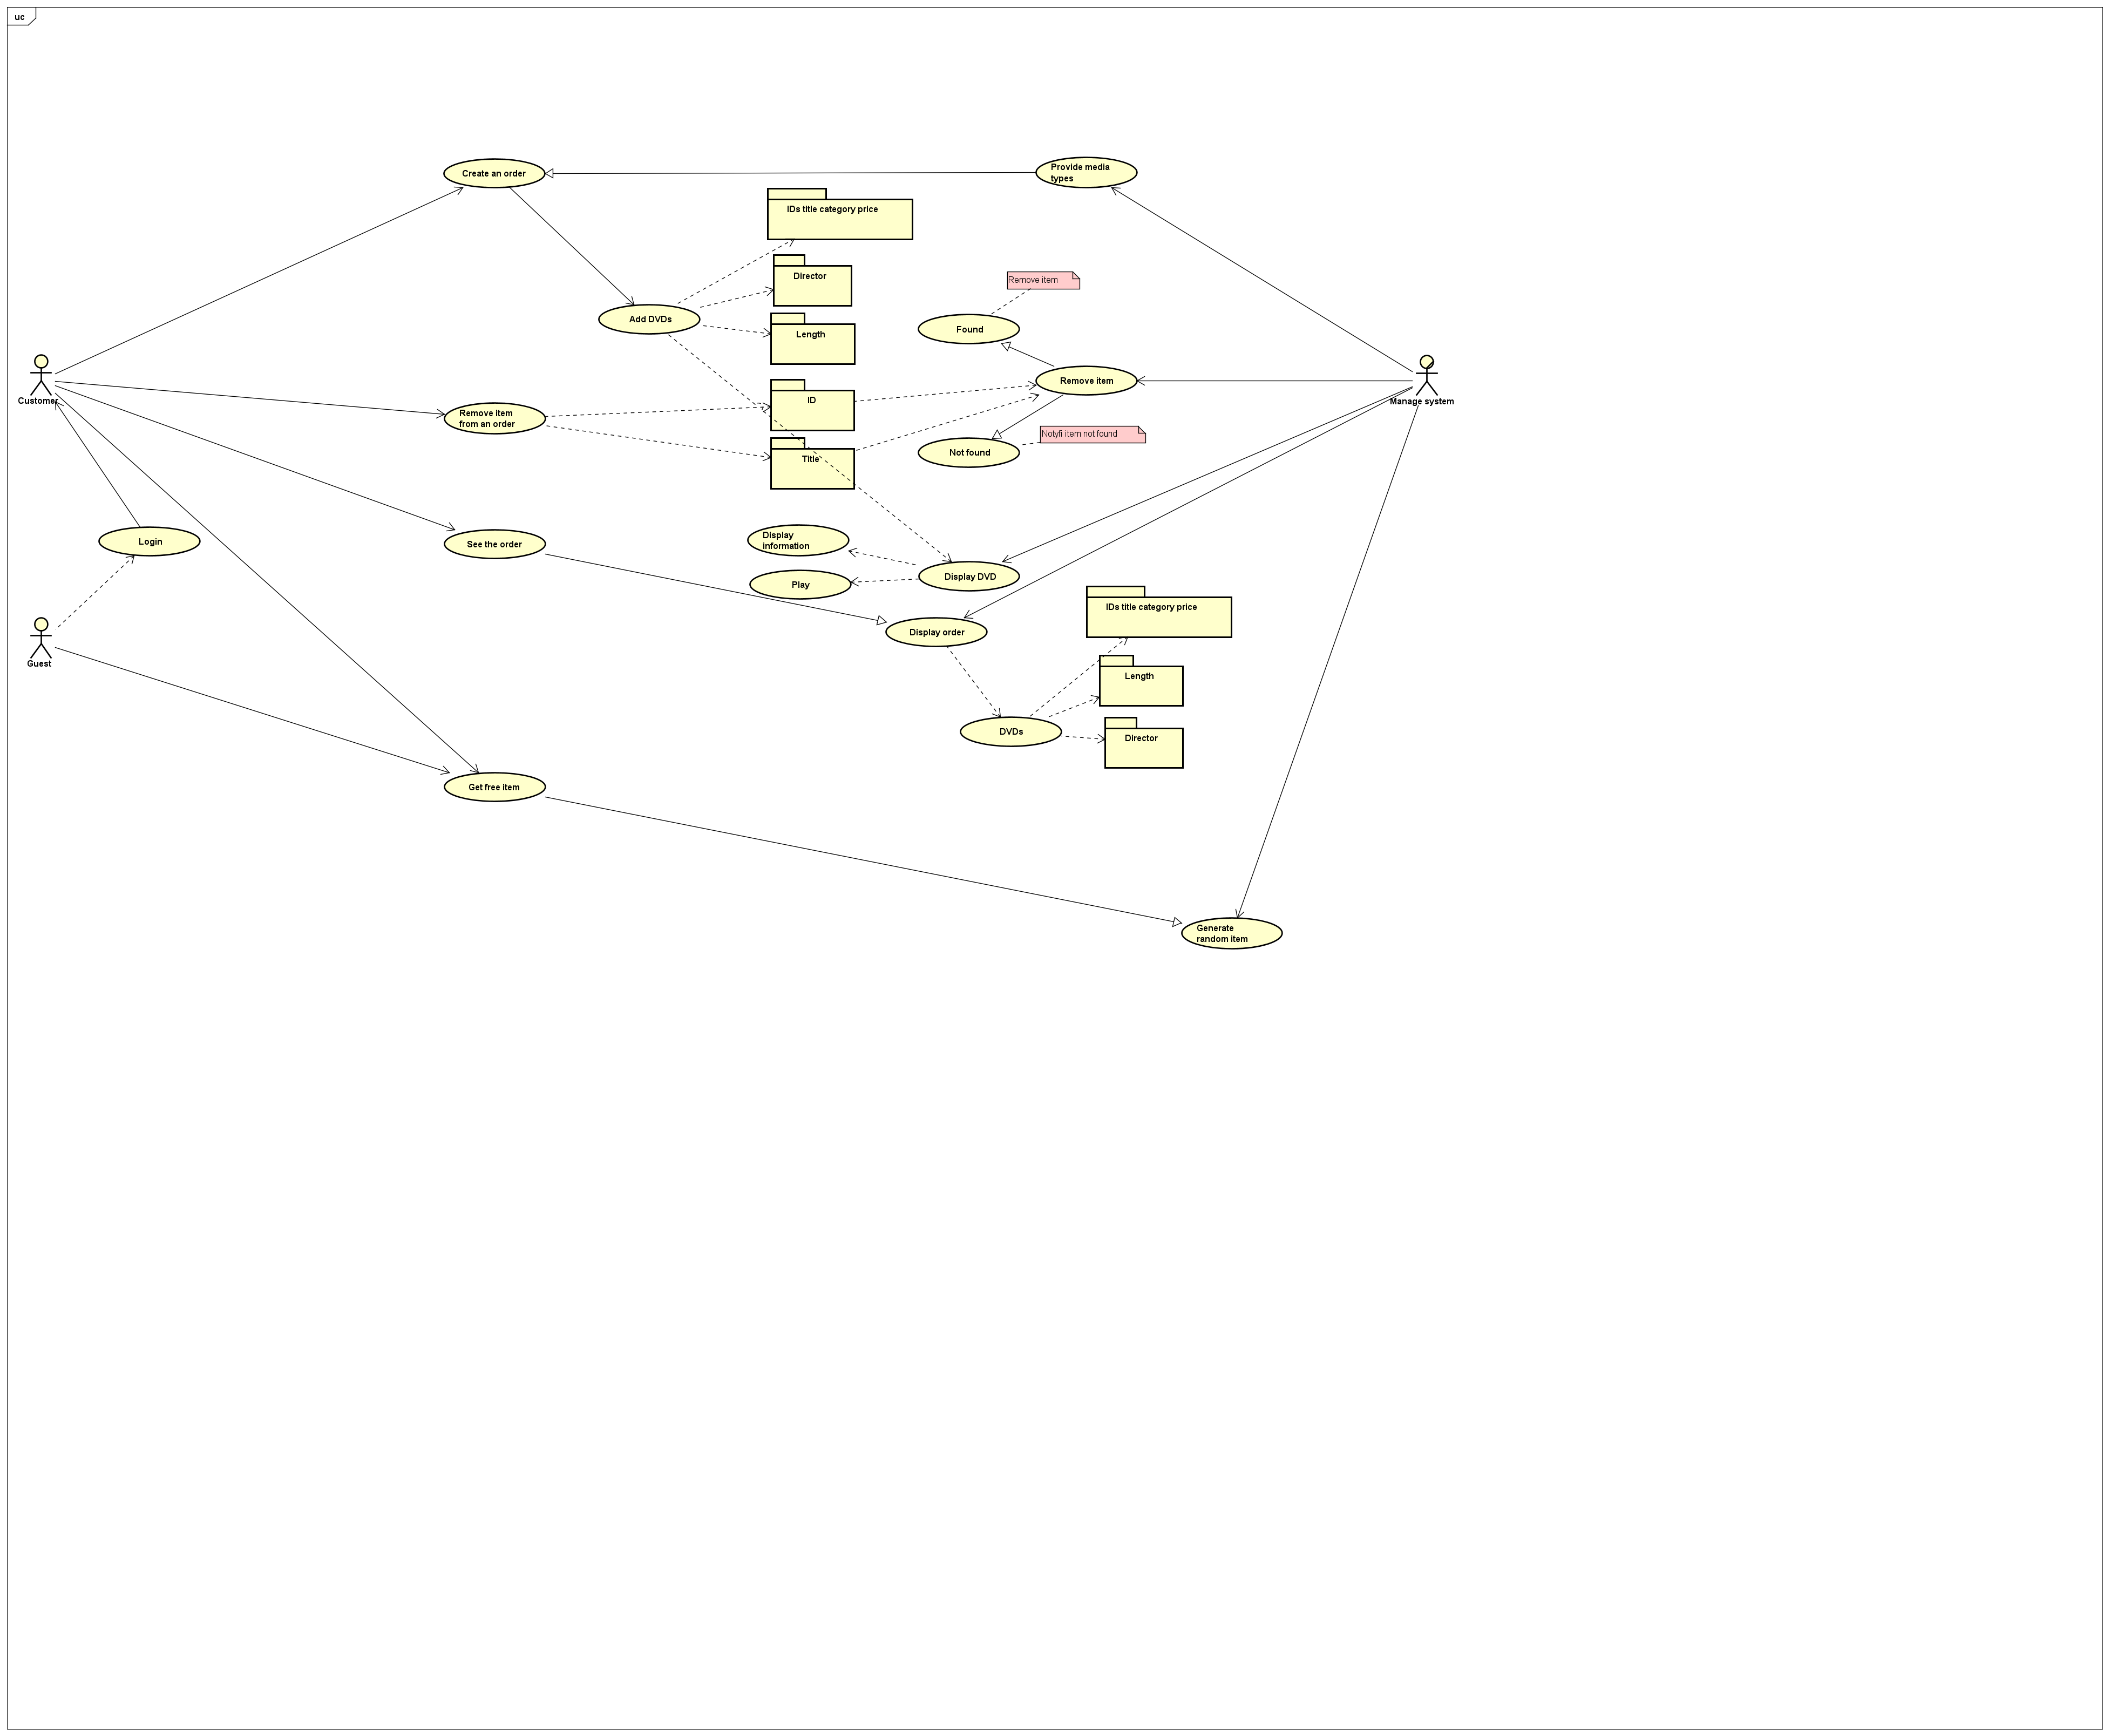 uc
Create an order
Provide media
types
IDs title category price
Director
Remove item
Add DVDs
Found
Length
Customer
Remove item
Manage system
ID
Remove item
from an order
Notyfi item not found
Title
Not found
Login
See the order
Display
information
Display DVD
Play
IDs title category price
Display order
Guest
Length
DVDs
Director
Get free item
Generate
random item